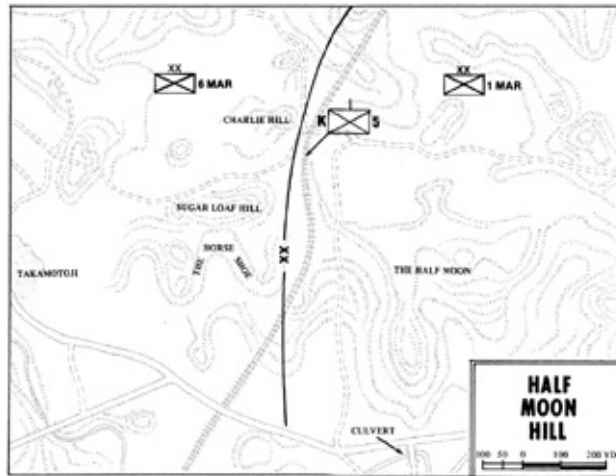 XX
6 MAR
XX
1 MAR
K
5
CHARLIE HILL
SUGAR LOAF HILL
THE HORSE SHOE
XX
TAKAMOTOJI
THE HALF MOON
HALF
MOON
HILL
CULVERT
50 0 100 200